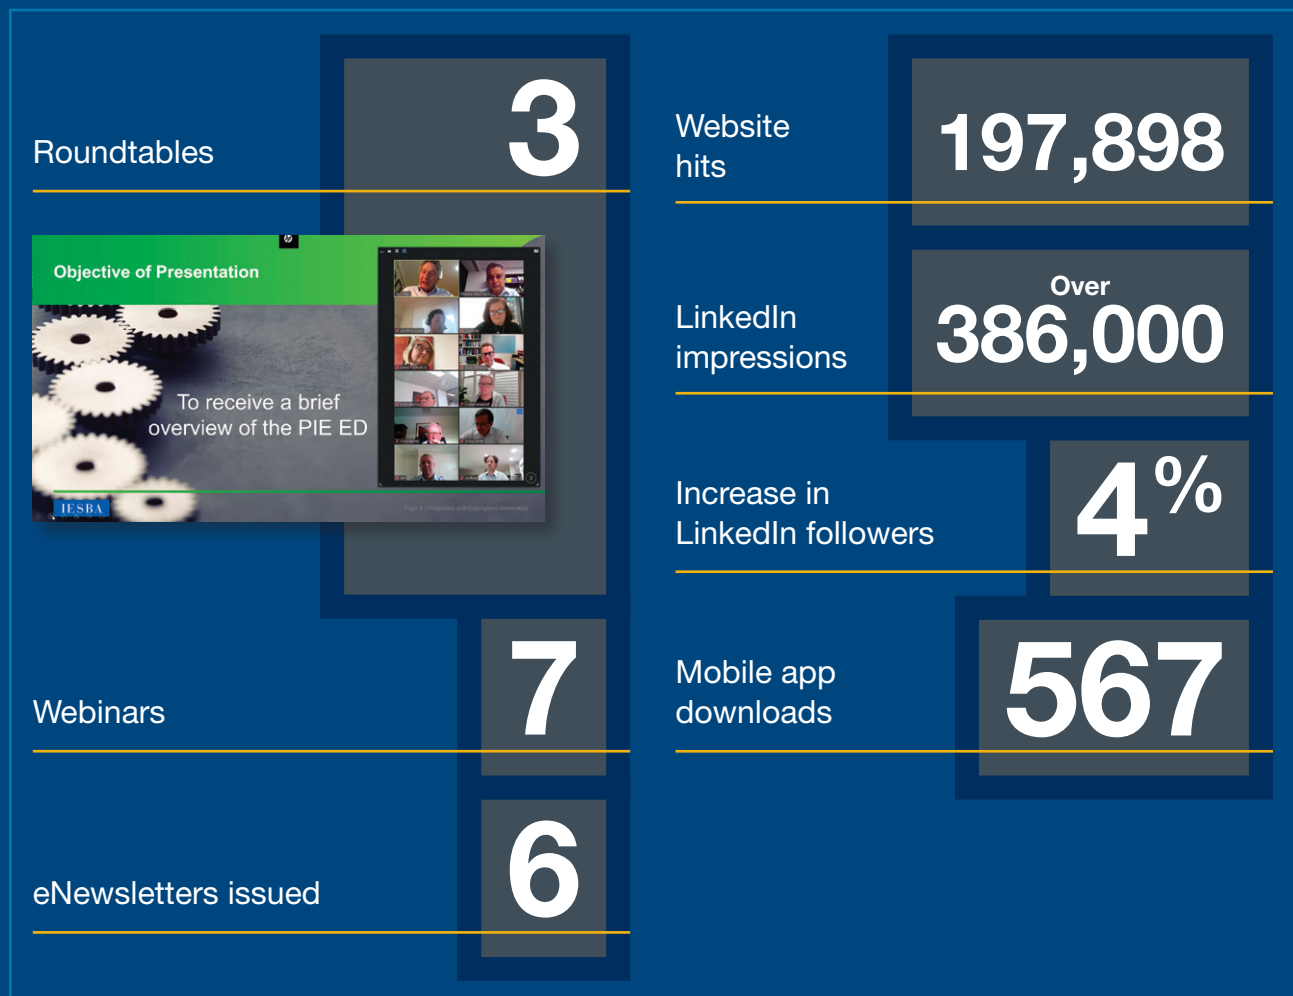 Roundtables
3
Objective of Presentation
To receive a brief
overview of the PIE ED
IESBA
Webinars
7
eNewsletters issued
6
Website
hits
197,898
LinkedIn
impressions
Over
386,000
Increase in
LinkedIn followers
4%
Mobile app
downloads
567